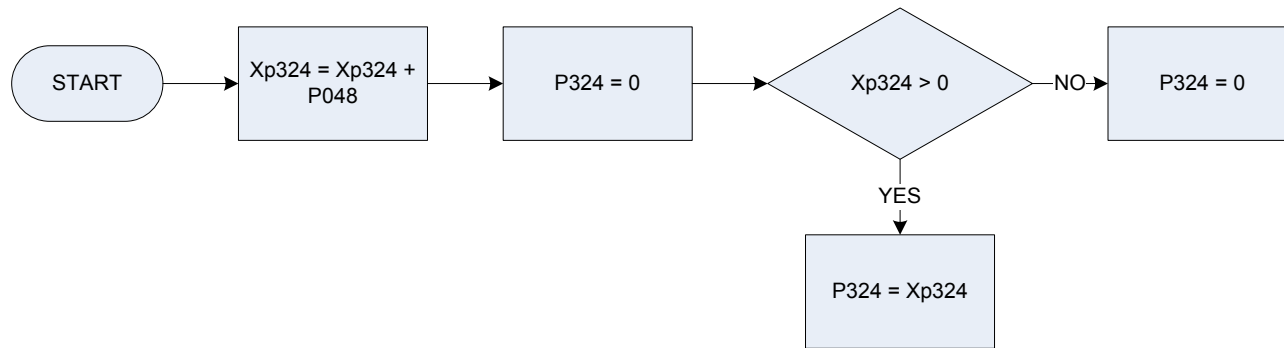 START
Xp324 = Xp324 +
P048
P324 = 0
Xp324 > 0
NO
P324 = 0
YES
P324 = Xp324